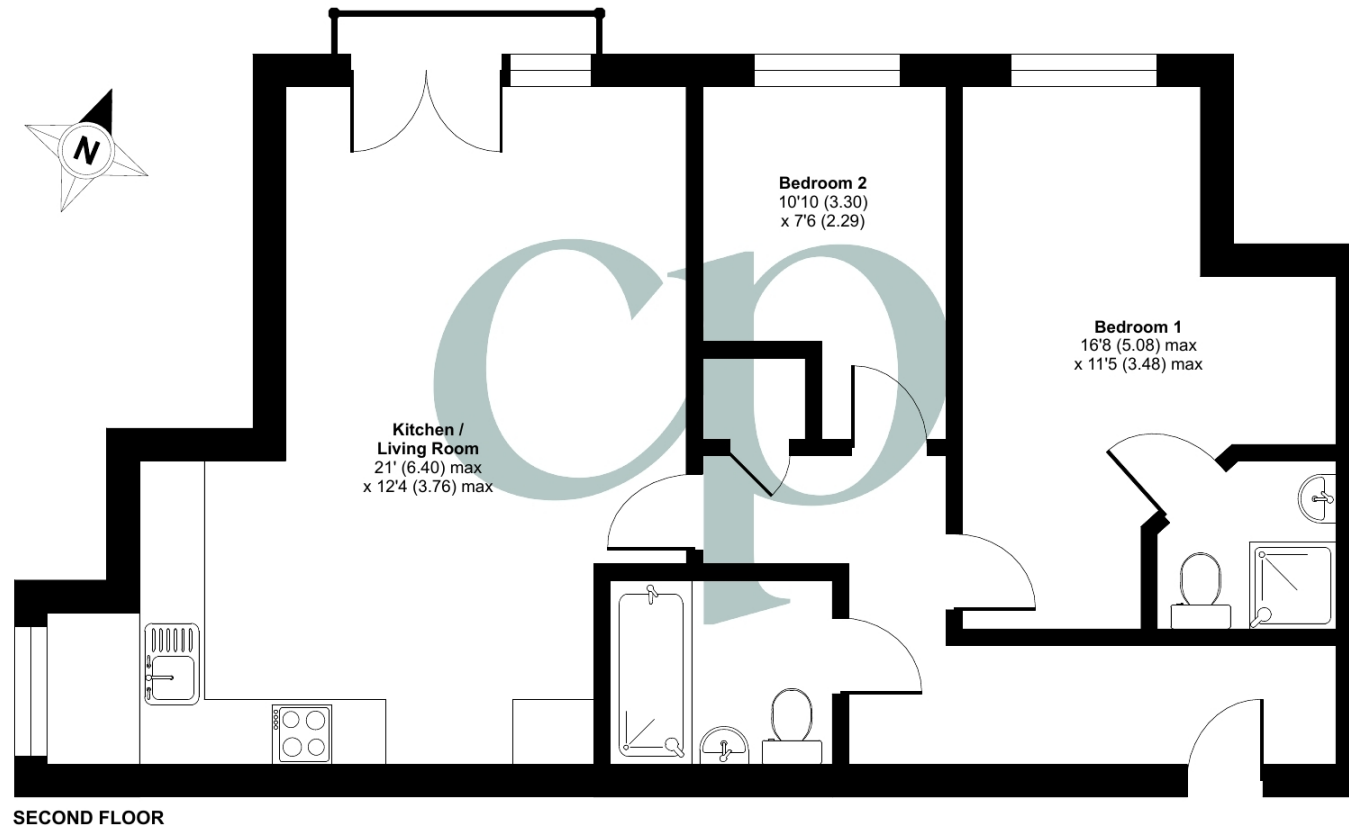 N
Bedroom 2
10'10 (3.30)
x 7'6 (2.29)
cp
Bedroom 1
16'8 (5.08) max
x 11'5 (3.48) max
Kitchen /
Living Room
21' (6.40) max
x 12'4 (3.76) max
SECOND FLOOR